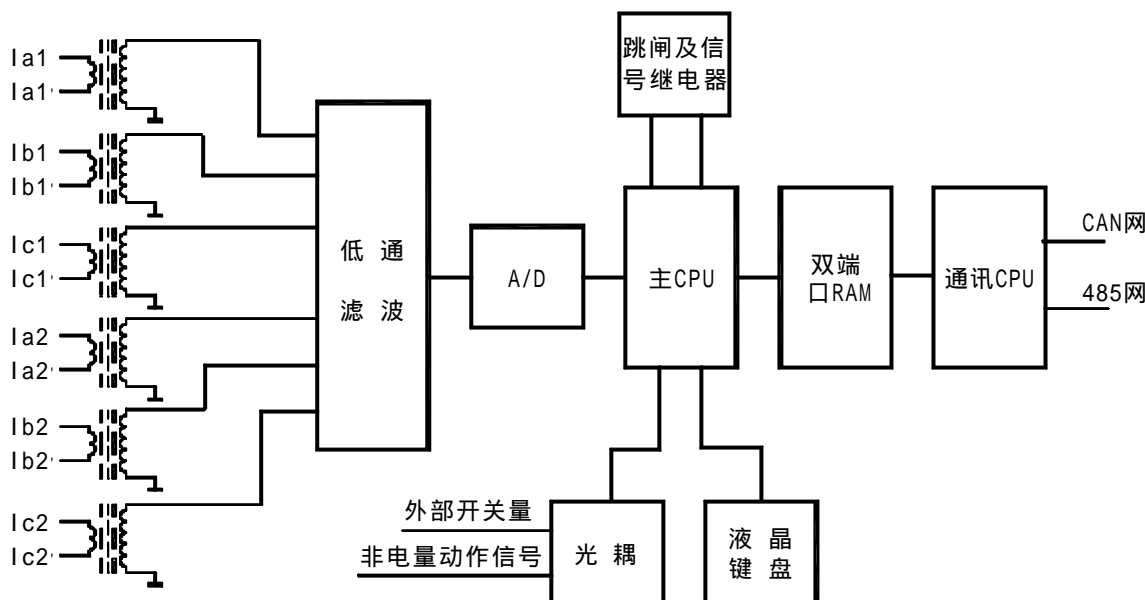 Ia1
Ia1'
Ib1
Ib1'
Ic1
Ic1'
Ia2
Ia2'
Ib2
Ib2'
Ic2
Ic2'
低 通
滤 波
A/D
跳闸及信
号继电器
主CPU
双端
口RAM
通讯CPU
CAN网
485网
外部开关量
非电量动作信号
光 耦
液 晶
键 盘